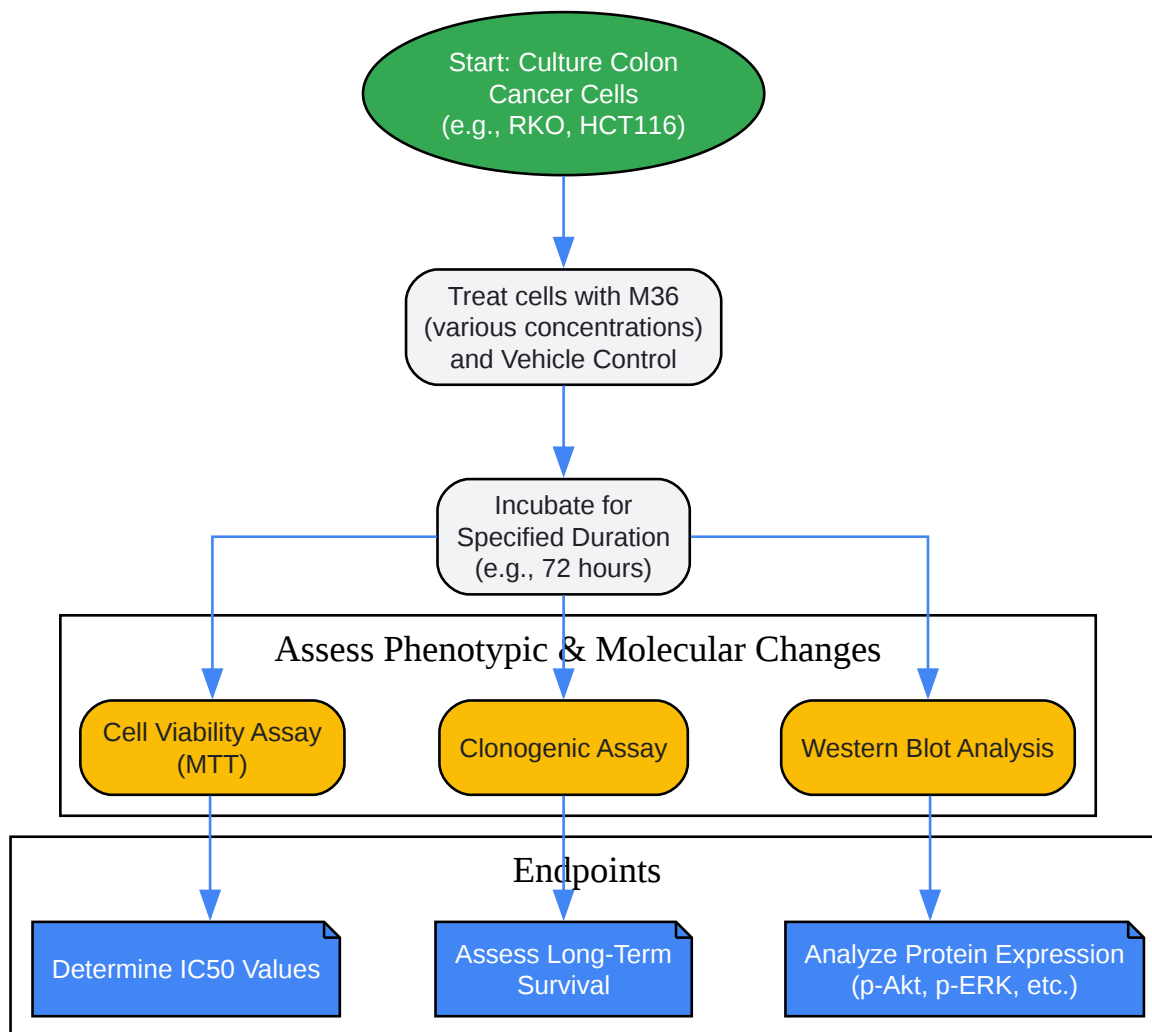 Start: Culture Colon
Cancer Cells
(e.g., RKO, HCT116)
Treat cells with M36
(various concentrations)
and Vehicle Control
Incubate for
Specified Duration
(e.g., 72 hours)
Assess Phenotypic & Molecular Changes
Cell Viability Assay
(MTT)
Clonogenic Assay
Western Blot Analysis
Endpoints
Determine IC50 Values
Assess Long-Term
Survival
Analyze Protein Expression
(p-Akt, p-ERK, etc.)